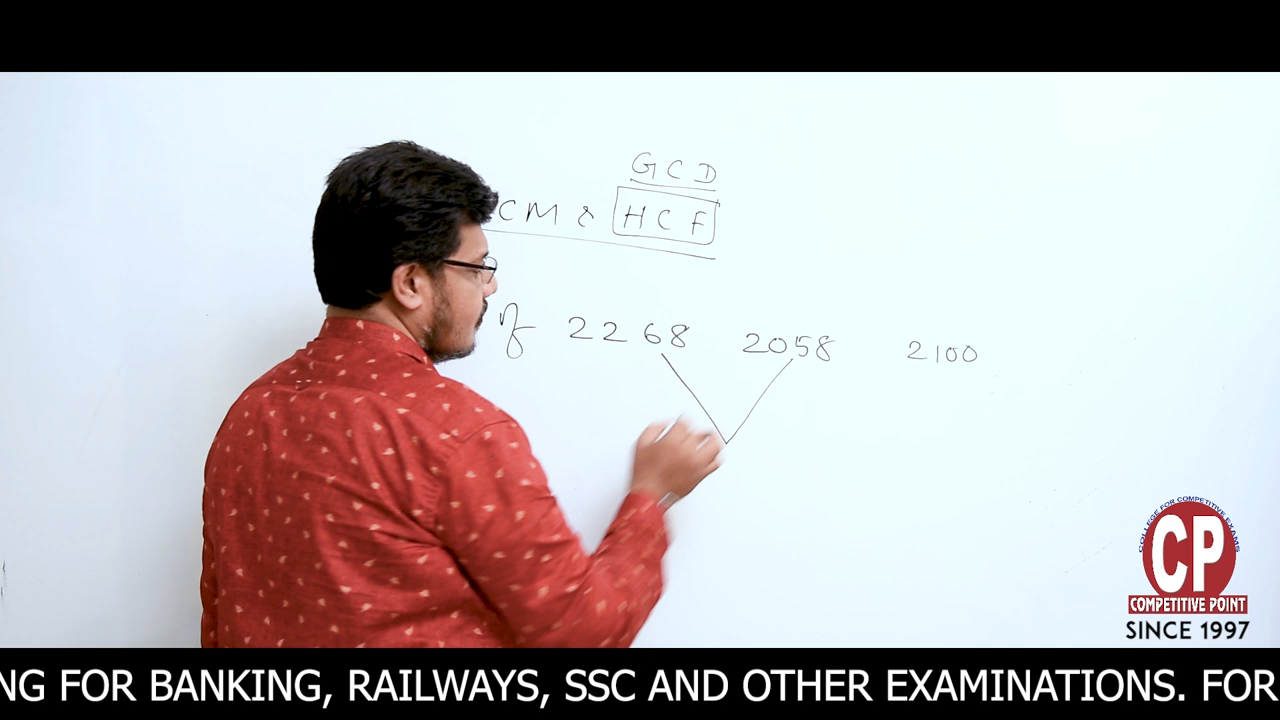 GCD
CM & HCF
of 2268 2058 2100
COLLEGE FOR COMPETITIVE EXAMS
CP
COMPETITIVE POINT
SINCE 1997
NG FOR BANKING, RAILWAYS, SSC AND OTHER EXAMINATIONS. FOR